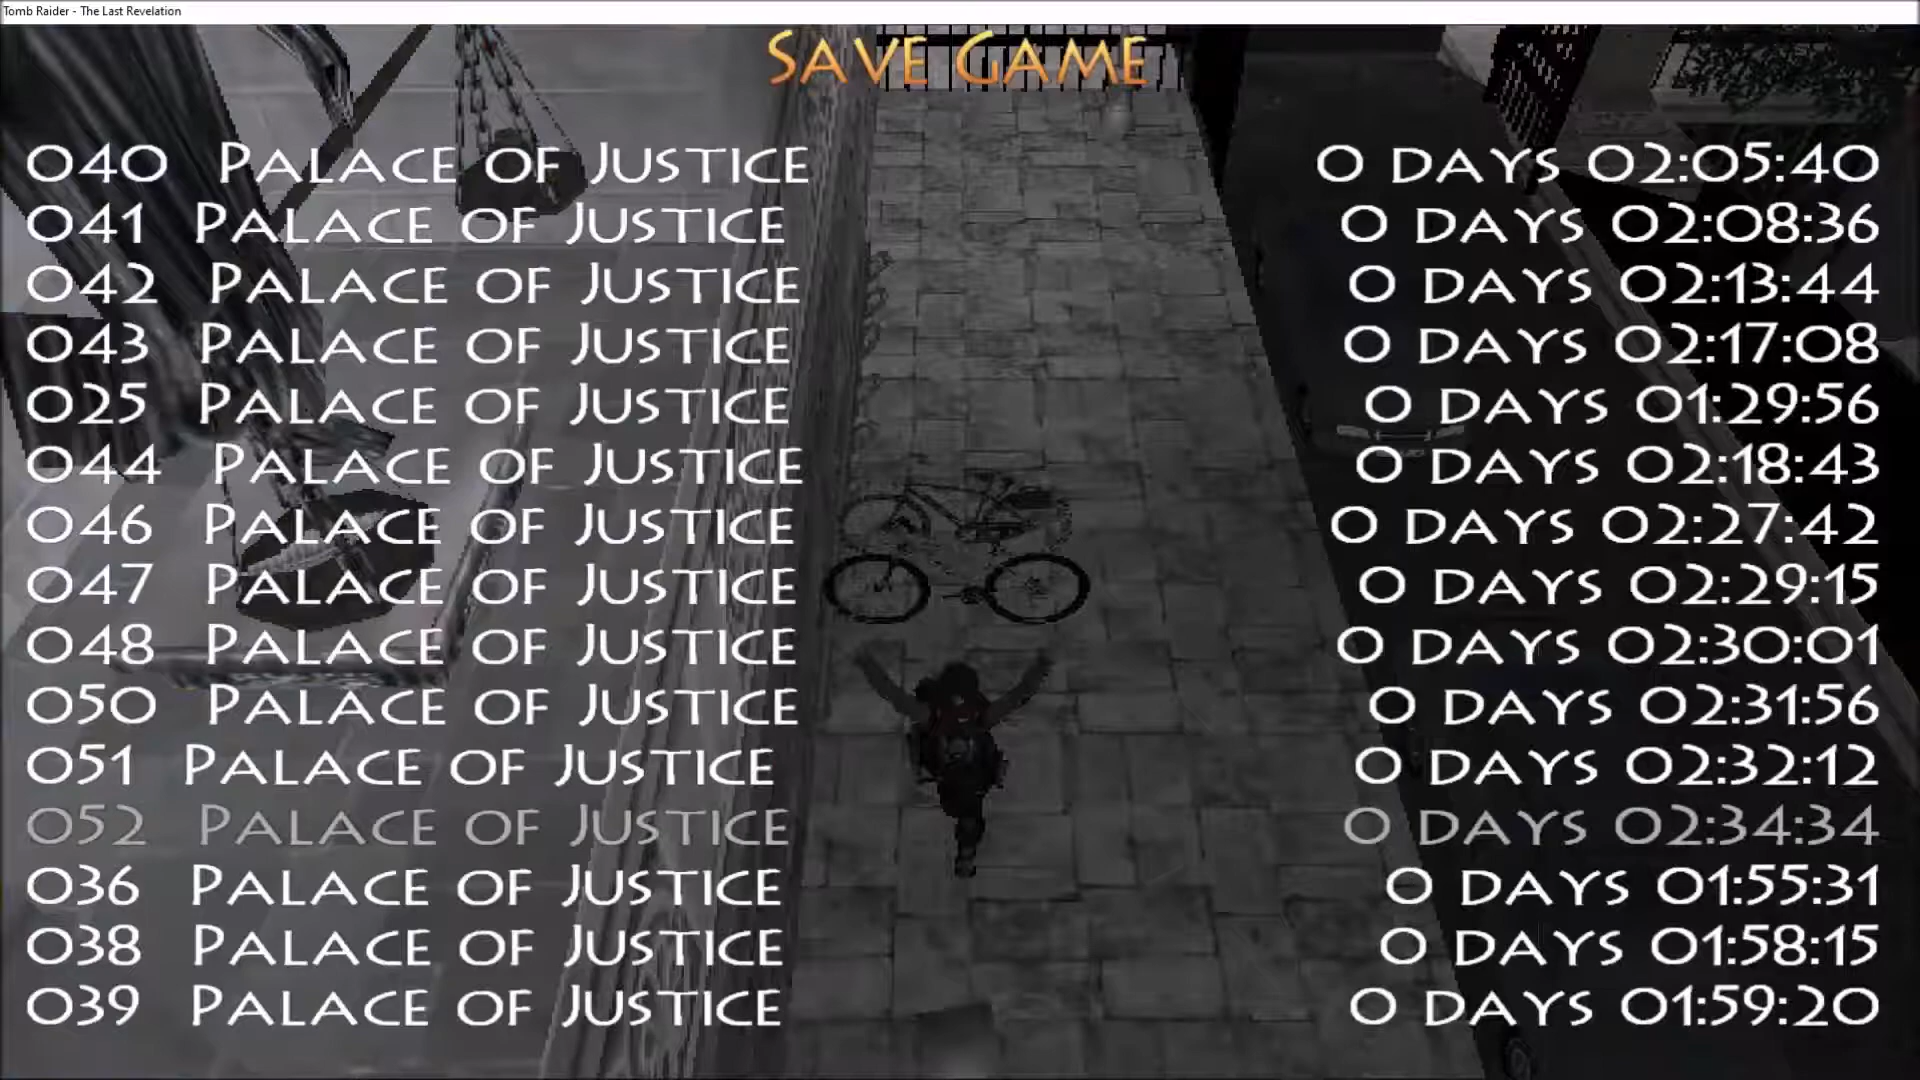 Tomb Raider - The Last Revelation
Save Game
040 Palace of Justice 0 days 02:05:40
041 Palace of Justice 0 days 02:08:36
042 Palace of Justice 0 days 02:13:44
043 Palace of Justice 0 days 02:17:08
025 Palace of Justice 0 days 01:29:56
044 Palace of Justice 0 days 02:18:43
046 Palace of Justice 0 days 02:27:42
047 Palace of Justice 0 days 02:29:15
048 Palace of Justice 0 days 02:30:01
050 Palace of Justice 0 days 02:31:56
051 Palace of Justice 0 days 02:32:12
052 Palace of Justice 0 days 02:34:34
036 Palace of Justice 0 days 01:55:31
038 Palace of Justice 0 days 01:58:15
039 Palace of Justice 0 days 01:59:20